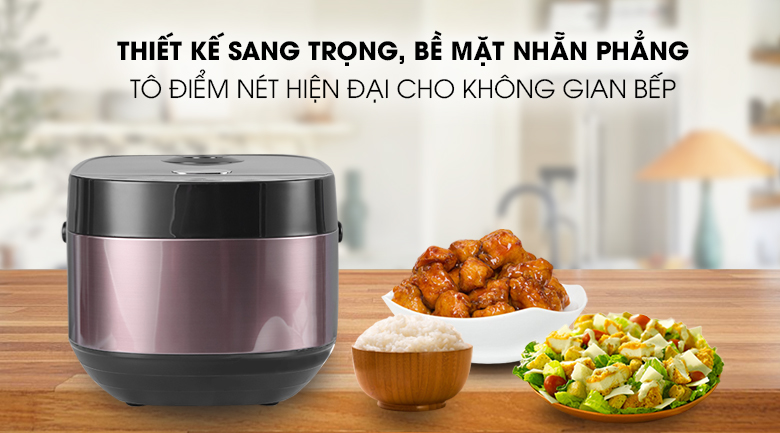 THIẾT KẾ SANG TRỌNG, BỀ MẶT NHẴN PHẲNG
TÔ ĐIỂM NÉT HIỆN ĐẠI CHO KHÔNG GIAN BẾP